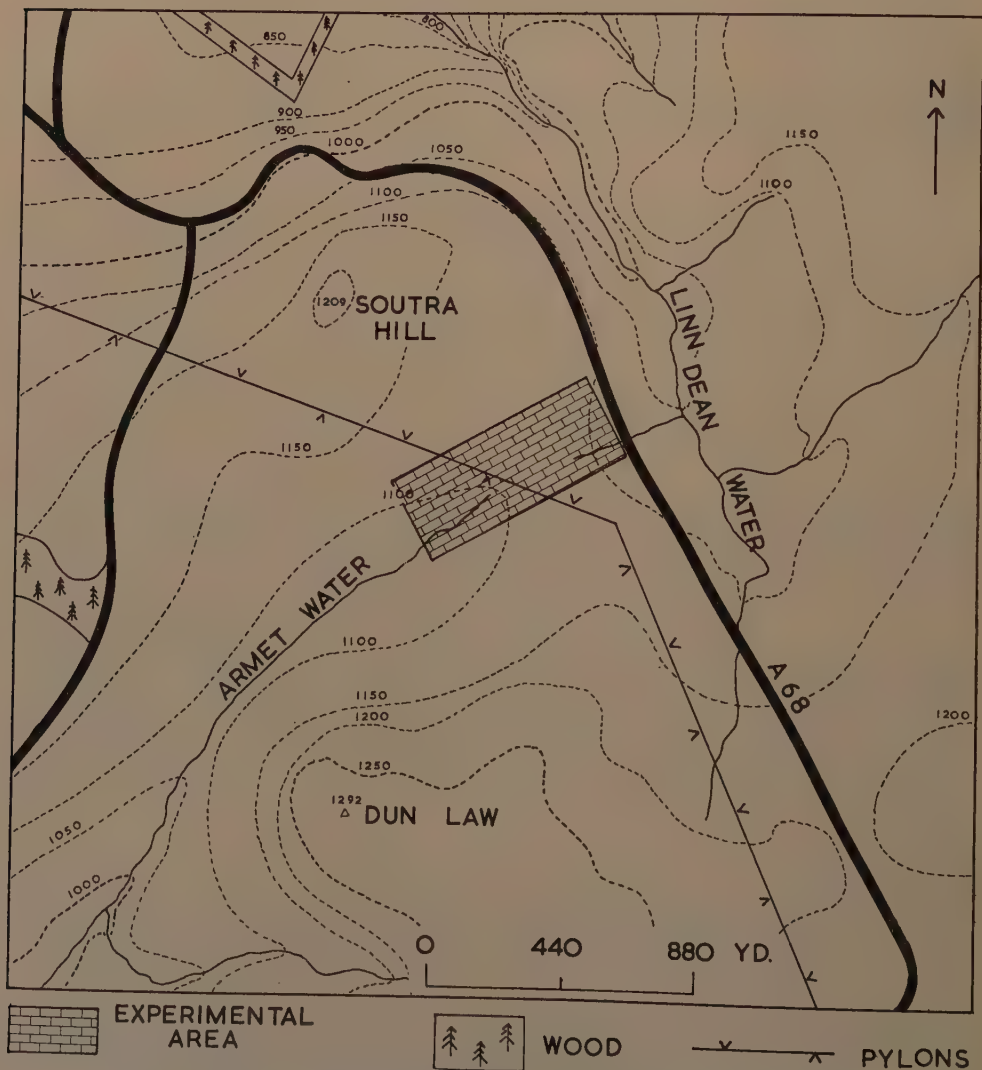 800
850
N
900
950
1000
1050
1150
1100
1100
1150
1209
SOUTRA
HILL
LINN DEAN
WATER
1150
1100
ARMET WATER
1100
A 68
1150
1200
1200
1250
1292
DUN LAW
1050
1000
0 440 880 YD.
EXPERIMENTAL
AREA
WOOD
PYLONS